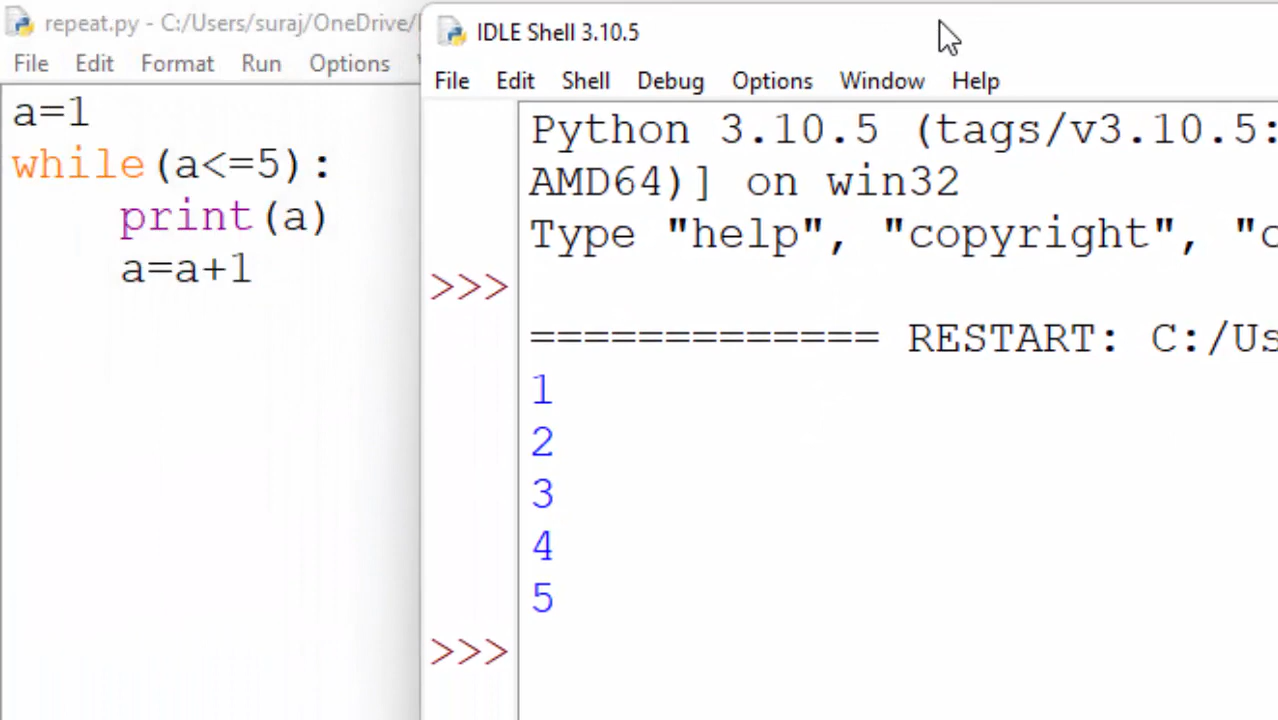 repeat.py - C:/Users/suraj/OneDrive/
File Edit Format Run Options
a=1
while(a<=5):
    print(a)
    a=a+1
IDLE Shell 3.10.5
File Edit Shell Debug Options Window Help
Python 3.10.5 (tags/v3.10.5:
AMD64)] on win32
Type "help", "copyright", "c
>>>
============= RESTART: C:/Us
1
2
3
4
5
>>>